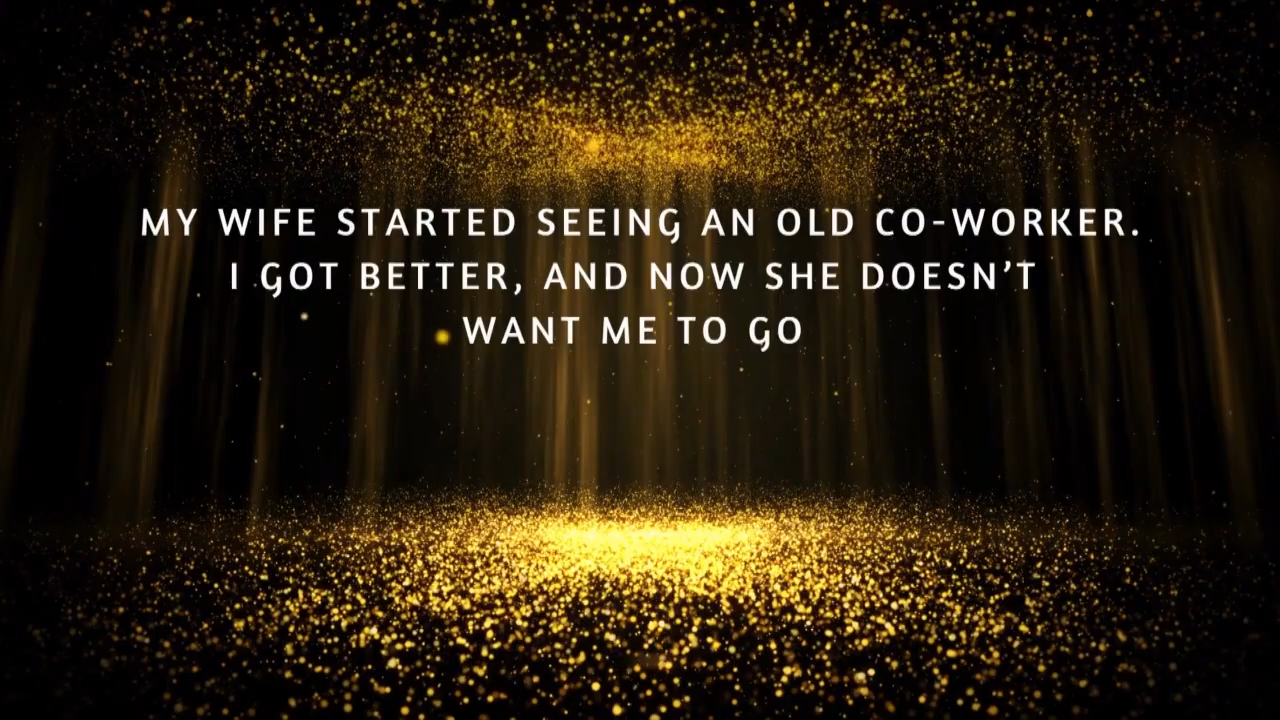 MY WIFE STARTED SEEING AN OLD CO-WORKER.
I GOT BETTER, AND NOW SHE DOESN’T
WANT ME TO GO